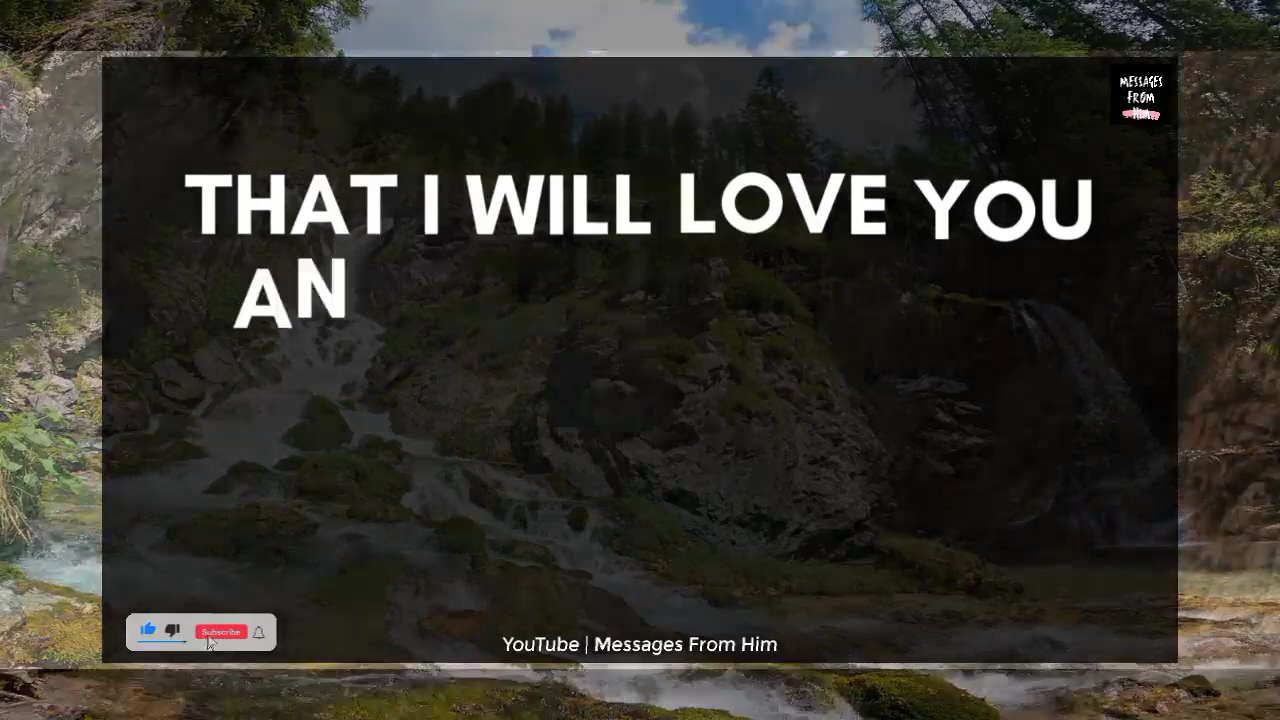 MESSAGES
FROM
HIM
THAT I WILL LOVE YOU
AN
Subscribe
YouTube | Messages From Him